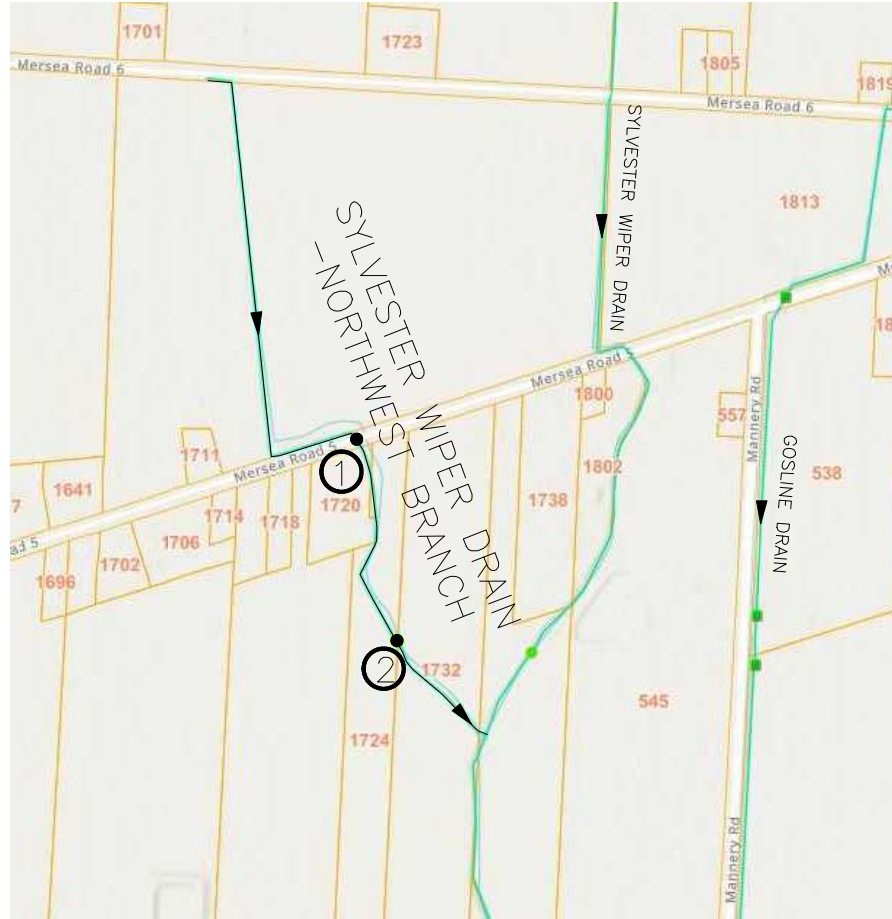 1701
1723
1805
1819
Mersea Road 6
Mersea Road 6
SYLVESTER WIPER DRAIN
1813
SYLVESTER WIPER DRAIN
–NORTHWEST BRANCH
Mersea Road 5
1800
557
Mannery Rd
GOSLINE DRAIN
538
1711
Mersea Road 5
1
1641
1720
1802
1738
1714
1718
1706
1702
1696
2
1732
1724
545
Mannery Rd